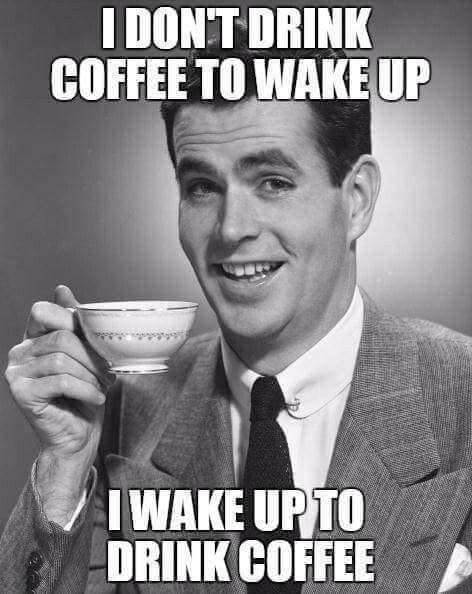 I DON'T DRINK
COFFEE TO WAKE UP
I WAKE UP TO
DRINK COFFEE